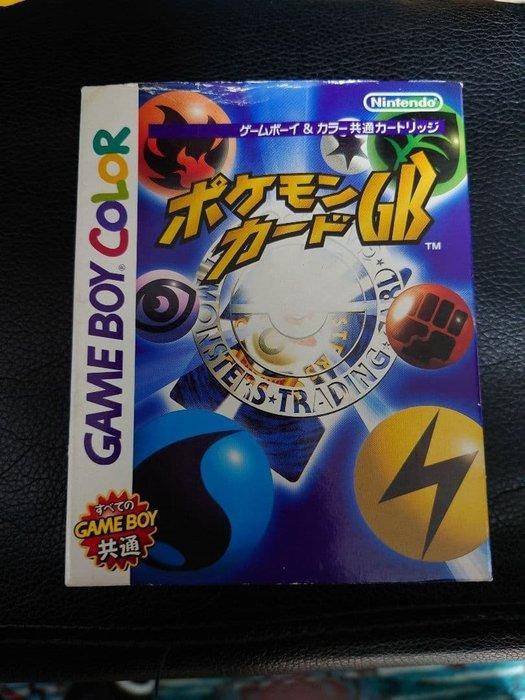 Nintendo
ゲームボーイ & カラー共通カートリッジ
ポケモン
カードGB
TM
MONSTERS★TRADING CARD
GAME BOY COLOR
すべての
GAME BOY
共通